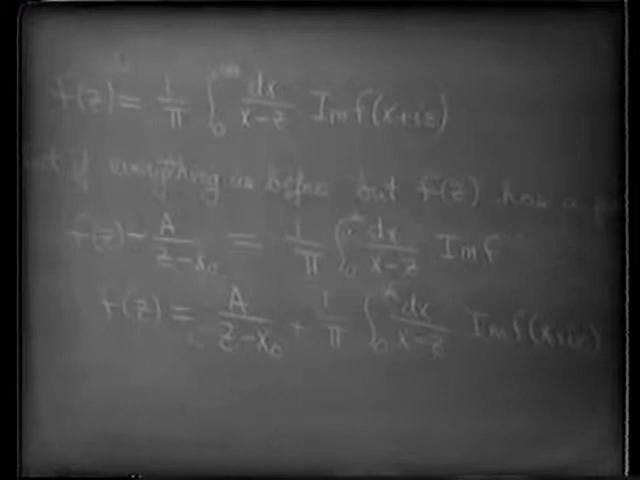 f(z) = 1/π ∫₀^∞ dx/(x-z) Im f(x+iε)
if everything as before but f(z) has a
f(z) - A/(z-x₀) = 1/π ∫₀^∞ dx/(x-z) Im f
f(z) = A/(z-x₀) + 1/π ∫₀^∞ dx/(x-z) Im f(x+iε)